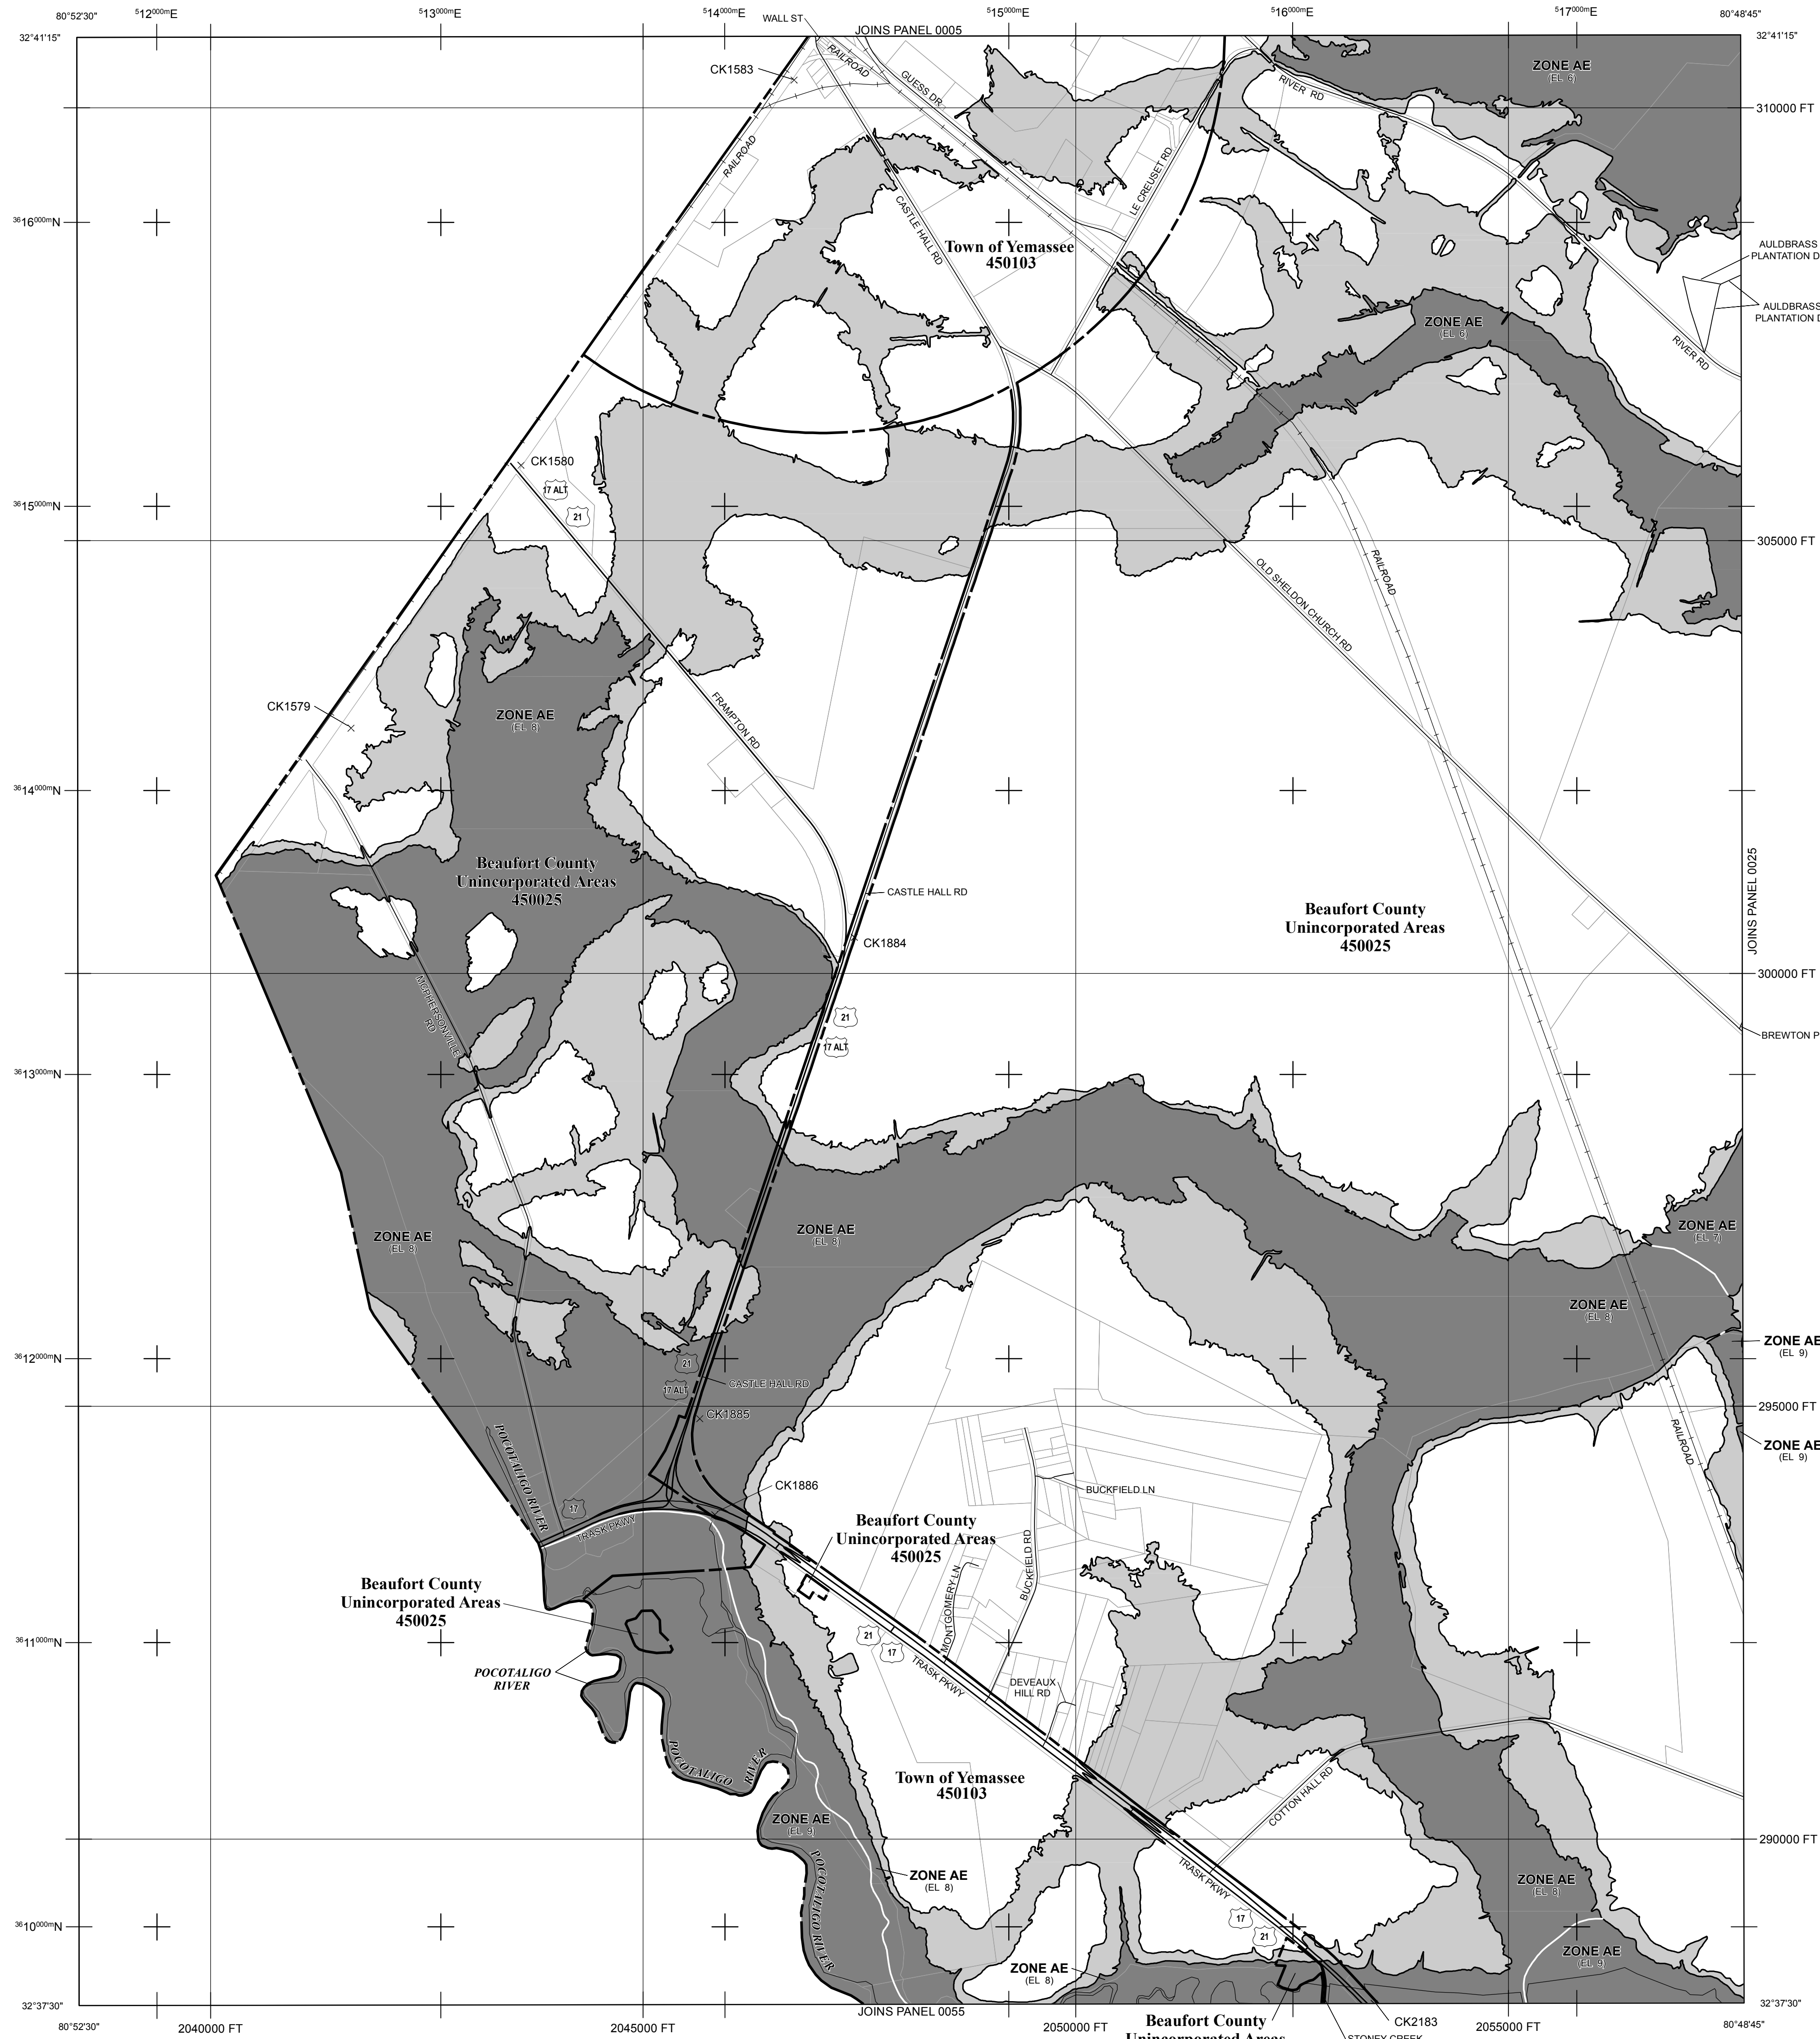 80°52'30"
512000mE
513000mE
514000mE
515000mE
516000mE
517000mE
80°48'45"
WALL ST
JOINS PANEL 0005
32°41'15"
32°41'15"
RAILROAD
CK1583
GUESS DR
RIVER RD
ZONE AE
(EL 6)
310000 FT
RAILROAD
LE CREUSET RD
CASTLE HALL RD
3616000mN
Town of Yemassee
450103
AULDBRASS
PLANTATION D
AULDBRASS
PLANTATION D
ZONE AE
(EL 6)
RIVER RD
CK1580
17 ALT
21
3615000mN
305000 FT
RAILROAD
OLD SHELDON CHURCH RD
CK1579
ZONE AE
(EL 8)
FRAMPTON RD
3614000mN
Beaufort County
Unincorporated Areas
450025
CASTLE HALL RD
CK1884
Beaufort County
Unincorporated Areas
450025
JOINS PANEL 0025
300000 FT
MCPHERSONVILLE
RD
21
17 ALT
BREWTON P
3613000mN
ZONE AE
(EL 8)
ZONE AE
(EL 8)
ZONE AE
(EL 7)
ZONE AE
(EL 8)
ZONE AE
(EL 9)
3612000mN
21
17 ALT
CASTLE HALL RD
CK1885
295000 FT
RAILROAD
ZONE AE
(EL 9)
POCOTALIGO RIVER
17
TRASK PKWY
CK1886
BUCKFIELD LN
Beaufort County
Unincorporated Areas
450025
BUCKFIELD RD
MONTGOMERY LN
Beaufort County
Unincorporated Areas
450025
3611000mN
21
17
TRASK PKWY
POCOTALIGO
RIVER
DEVEAUX
HILL RD
POCOTALIGO
RIVER
Town of Yemassee
450103
COTTON HALL RD
ZONE AE
(EL 9)
290000 FT
POCOTALIGO RIVER
ZONE AE
(EL 8)
TRASK PKWY
ZONE AE
(EL 8)
3610000mN
17
21
ZONE AE
(EL 9)
ZONE AE
(EL 8)
32°37'30"
32°37'30"
JOINS PANEL 0055
80°52'30"
2040000 FT
2045000 FT
2050000 FT
Beaufort County
Unincorporated Areas
CK2183
STONEY CREEK
2055000 FT
80°48'45"